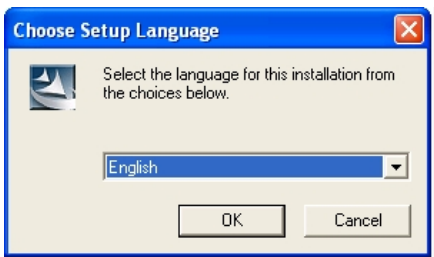 Choose Setup Language
Select the language for this installation from
the choices below.
English
OK
Cancel